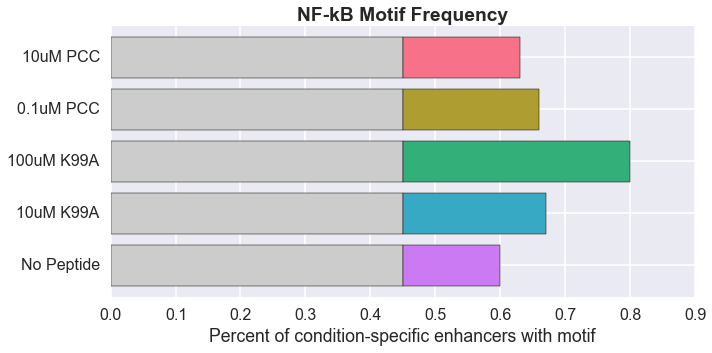 NF-kB Motif Frequency
10uM PCC
0.1uM PCC
100uM K99A
10uM K99A
No Peptide
0.0 0.1 0.2 0.3 0.4 0.5 0.6 0.7 0.8 0.9
Percent of condition-specific enhancers with motif